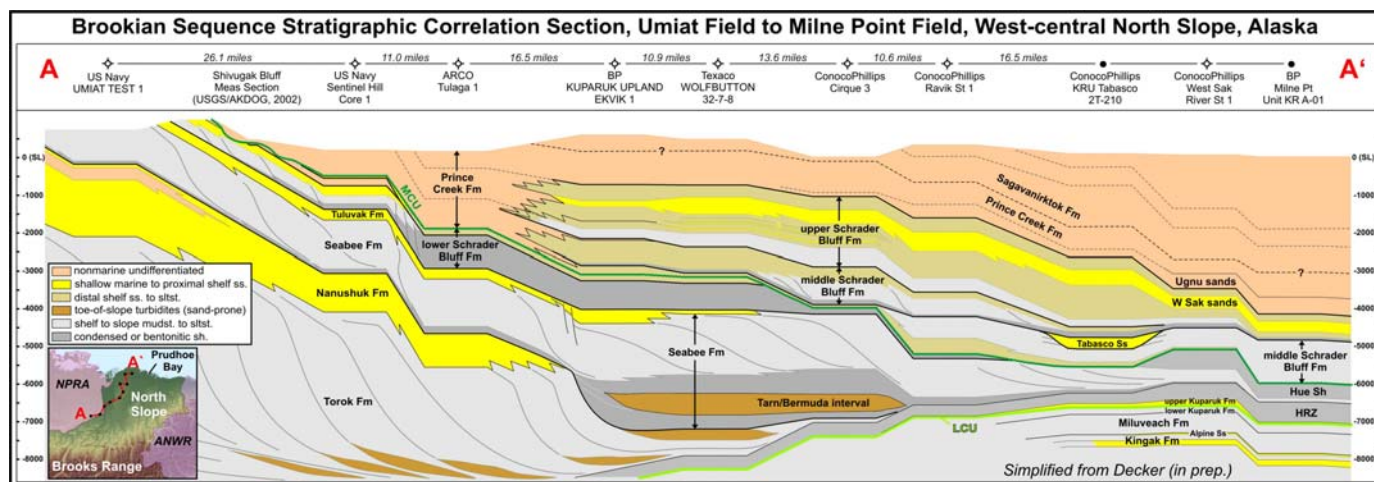 Brookian Sequence Stratigraphic Correlation Section, Umiat Field to Milne Point Field, West-central North Slope, Alaska
26.1 miles
11.0 miles
16.5 miles
10.9 miles
13.6 miles
10.6 miles
16.5 miles
A
A'
US Navy
UMIAT TEST 1
Shivugak Bluff
Meas Section
(USGS/AKDOG, 2002)
US Navy
Sentinel Hill
Core 1
ARCO
Tulaga 1
BP
KUPARUK UPLAND
EKVIK 1
Texaco
WOLFBUTTON
32-7-8
ConocoPhillips
Cirque 3
ConocoPhillips
Ravik St 1
ConocoPhillips
KRU Tabasco
2T-210
ConocoPhillips
West Sak
River St 1
BP
Milne Pt
Unit KR A-01
0 (SL)
-1000
-2000
-3000
-4000
-5000
-6000
-7000
-8000
0 (SL)
-1000
-2000
-3000
-4000
-5000
-6000
-7000
-8000
MCU
Prince
Creek Fm
?
Tuluvak Fm
Seabee Fm
lower Schrader
Bluff Fm
Nanushuk Fm
upper Schrader
Bluff Fm
middle Schrader
Bluff Fm
Sagavanirktok Fm
Prince Creek Fm
?
Ugnu sands
W Sak sands
Tabasco Ss
Seabee Fm
middle Schrader
Bluff Fm
Hue Sh
HRZ
Tarn/Bermuda interval
Torok Fm
LCU
upper Kuparuk Fm
lower Kuparuk Fm
Miluveach Fm
Alpine Ss
Kingak Fm
nonmarine undifferentiated
shallow marine to proximal shelf ss.
distal shelf ss. to sltst.
toe-of-slope turbidites (sand-prone)
shelf to slope mudst. to sltst.
condensed or bentonitic sh.
A'
Prudhoe
Bay
NPRA
North
Slope
A
ANWR
Brooks Range
Simplified from Decker (in prep.)